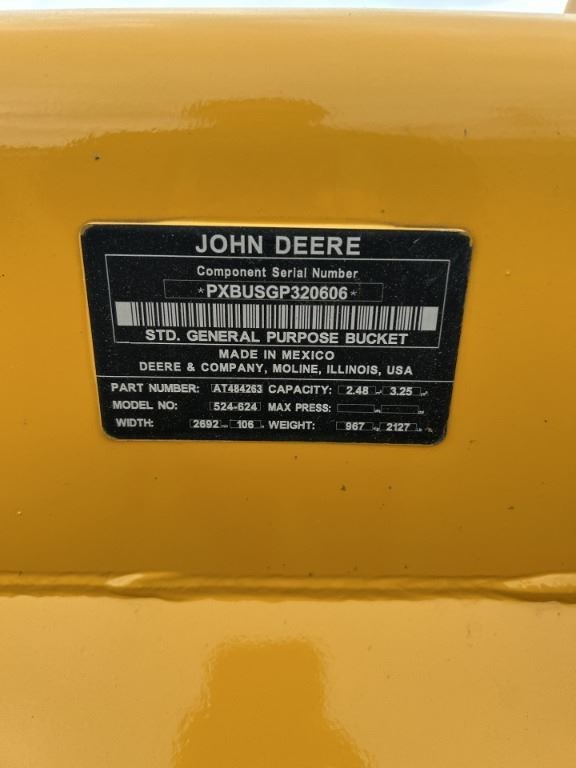 JOHN DEERE
Component Serial Number
*PXBUSGP320606*
STD. GENERAL PURPOSE BUCKET
MADE IN MEXICO
DEERE & COMPANY, MOLINE, ILLINOIS, USA
PART NUMBER: AT484263 CAPACITY: 2.48 3.25
MODEL NO: 524-624 MAX PRESS:
WIDTH: 2692 106 WEIGHT: 967 2127